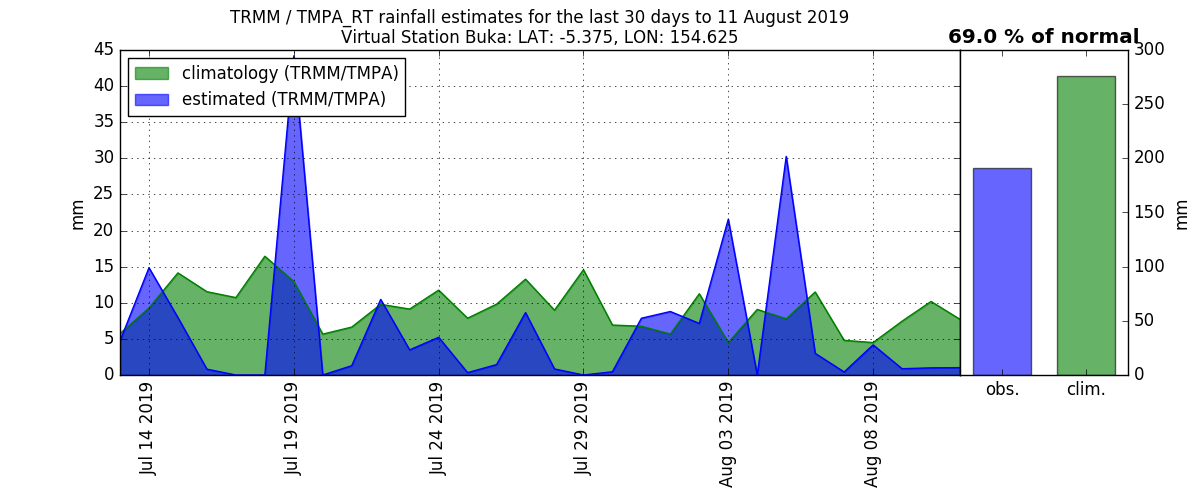 TRMM / TMPA_RT rainfall estimates for the last 30 days to 11 August 2019
Virtual Station Buka: LAT: -5.375, LON: 154.625
69.0 % of normal
climatology (TRMM/TMPA)
estimated (TRMM/TMPA)
45
40
35
30
25
20
15
10
5
0
mm
Jul 14 2019
Jul 19 2019
Jul 24 2019
Jul 29 2019
Aug 03 2019
Aug 08 2019
300
250
200
150
100
50
0
mm
obs.
clim.